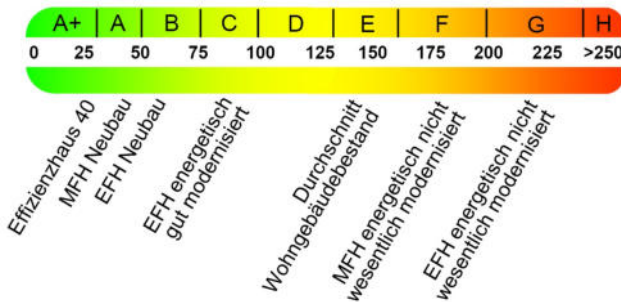 A+ A B C D E F G H
0 25 50 75 100 125 150 175 200 225 >250
Effizienzhaus 40
MFH Neubau
EFH Neubau
EFH energetisch
gut modernisiert
Durchschnitt
Wohngebäudebestand
MFH energetisch nicht
wesentlich modernisiert
EFH energetisch nicht
wesentlich modernisiert